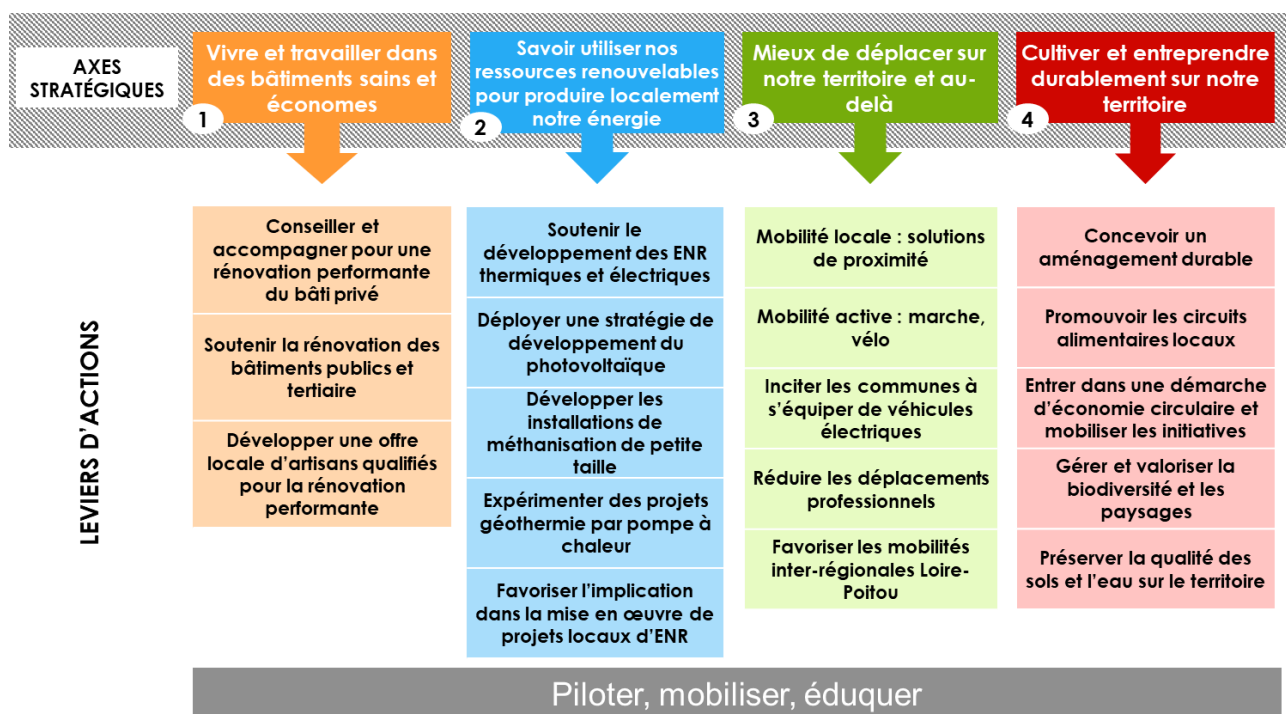 AXES
STRATÉGIQUES
Vivre et travailler dans
des bâtiments sains et
économes
1
Savoir utiliser nos
ressources renouvelables
pour produire localement
notre énergie
2
Mieux de déplacer sur
notre territoire et au-
delà
3
Cultiver et entreprendre
durablement sur notre
territoire
4
LEVIERS D’ACTIONS
Conseiller et
accompagner pour une
rénovation performante
du bâti privé
Soutenir la rénovation des
bâtiments publics et
tertiaire
Développer une offre
locale d’artisans qualifiés
pour la rénovation
performante
Soutenir le
développement des ENR
thermiques et électriques
Déployer une stratégie de
développement du
photovoltaïque
Développer les
installations de
méthanisation de petite
taille
Expérimenter des projets
géothermie par pompe à
chaleur
Favoriser l’implication
dans la mise en œuvre de
projets locaux d’ENR
Mobilité locale : solutions
de proximité
Mobilité active : marche,
vélo
Inciter les communes à
s’équiper de véhicules
électriques
Réduire les déplacements
professionnels
Favoriser les mobilités
inter-régionales Loire-
Poitou
Concevoir un
aménagement durable
Promouvoir les circuits
alimentaires locaux
Entrer dans une démarche
d’économie circulaire et
mobiliser les initiatives
Gérer et valoriser la
biodiversité et les
paysages
Préserver la qualité des
sols et l’eau sur le territoire
Piloter, mobiliser, éduquer